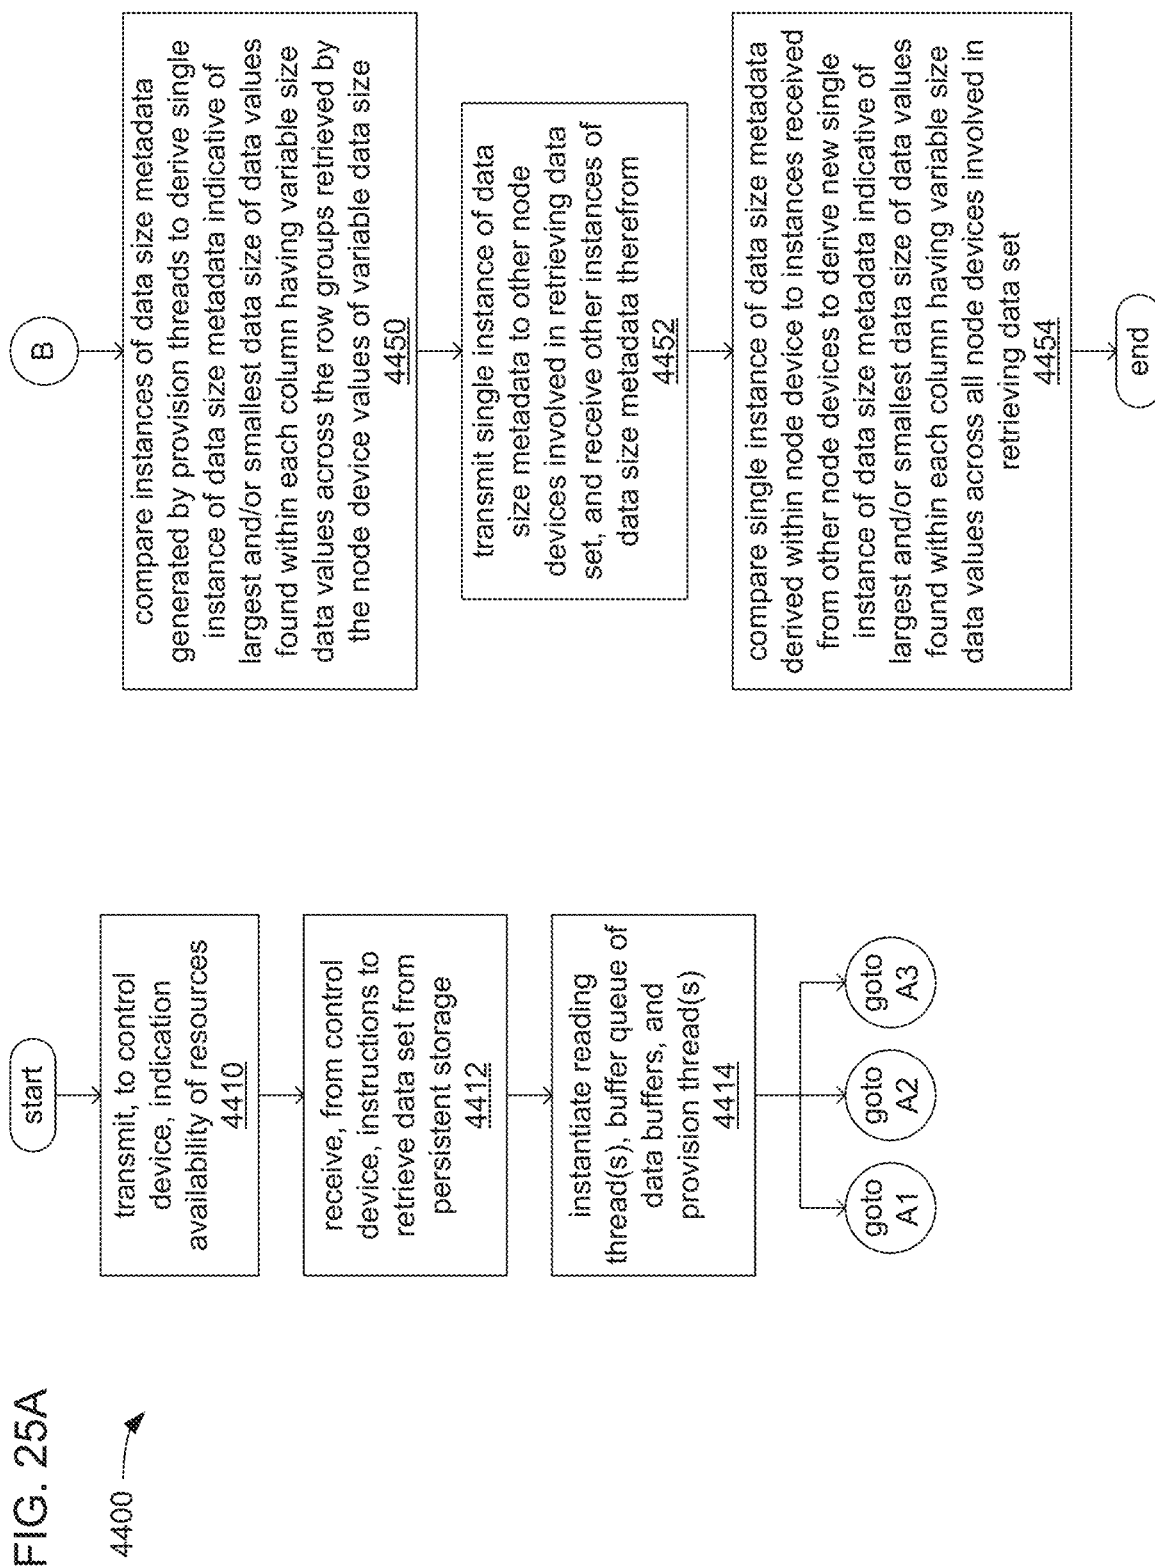 FIG. 25A
4400
start
transmit, to control
device, indication
availability of resources
4410
receive, from control
device, instructions to
retrieve data set from
persistent storage
4412
instantiate reading
thread(s), buffer queue of
data buffers, and
provision thread(s)
4414
goto
A1
goto
A2
goto
A3
B
compare instances of data size metadata
generated by provision threads to derive single
instance of data size metadata indicative of
largest and/or smallest data size of data values
found within each column having variable size
data values across the row groups retrieved by
the node device values of variable data size
4450
transmit single instance of data
size metadata to other node
devices involved in retrieving data
set, and receive other instances of
data size metadata therefrom
4452
compare single instance of data size metadata
derived within node device to instances received
from other node devices to derive new single
instance of data size metadata indicative of
largest and/or smallest data size of data values
found within each column having variable size
data values across all node devices involved in
retrieving data set
4454
end